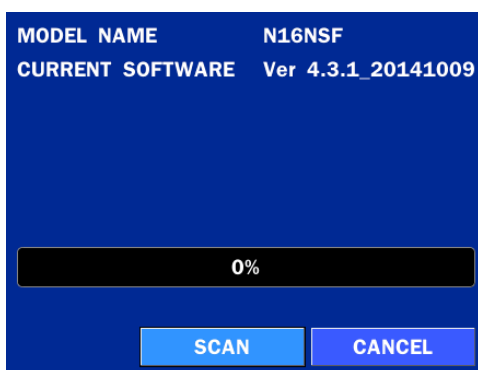 MODEL NAME N16NSF
CURRENT SOFTWARE Ver 4.3.1_20141009
0%
SCAN CANCEL